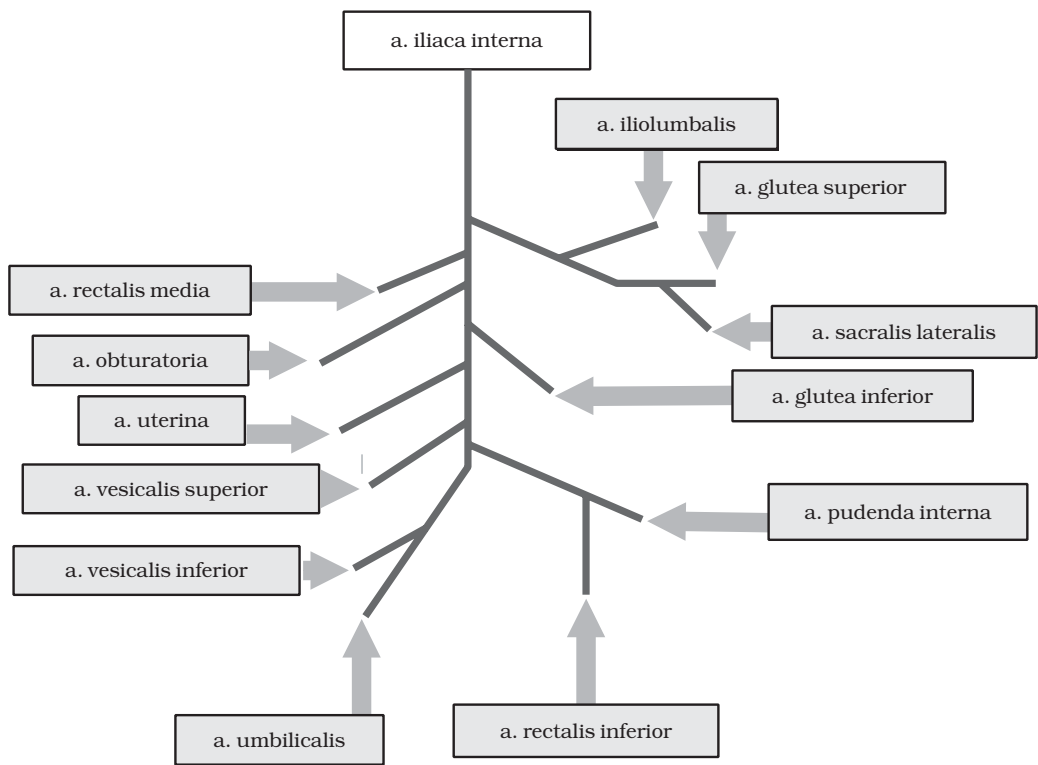 a. iliaca interna
a. iliolumbalis
a. glutea superior
a. rectalis media
a. sacralis lateralis
a. obturatoria
a. glutea inferior
a. uterina
a. vesicalis superior
a. pudenda interna
a. vesicalis inferior
a. umbilicalis
a. rectalis inferior